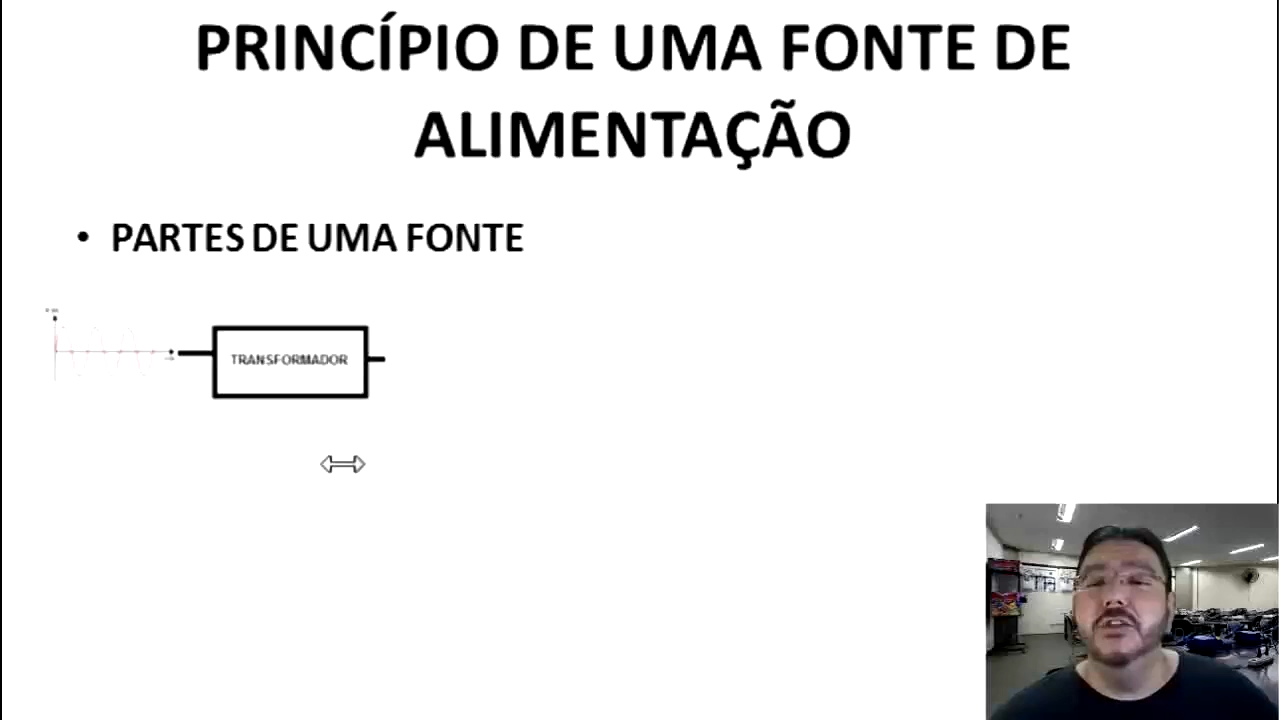 PRINCÍPIO DE UMA FONTE DE
ALIMENTAÇÃO
• PARTES DE UMA FONTE
TRANSFORMADOR